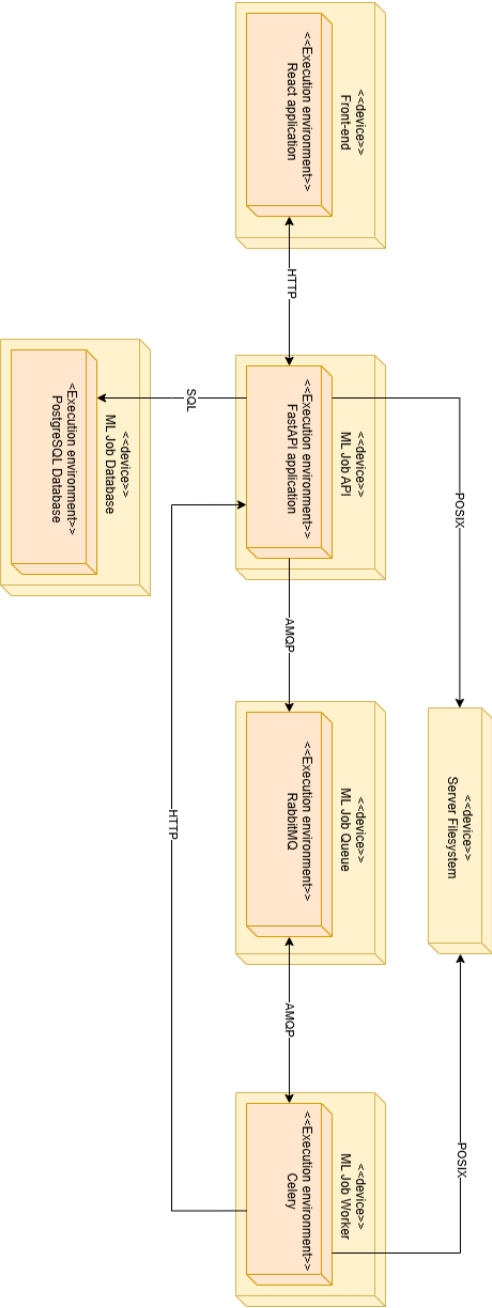 <<device>>
Server Filesystem
POSIX
POSIX
<<device>>
Front-end
<<Execution environment>>
React application
HTTP
<<device>>
ML Job API
<<Execution environment>>
FastAPI application
AMQP
<<device>>
ML Job Queue
<<Execution environment>>
RabbitMQ
AMQP
<<device>>
ML Job Worker
<<Execution environment>>
Celery
SQL
HTTP
<<device>>
ML Job Database
<Execution environment>>
PostgreSQL Database